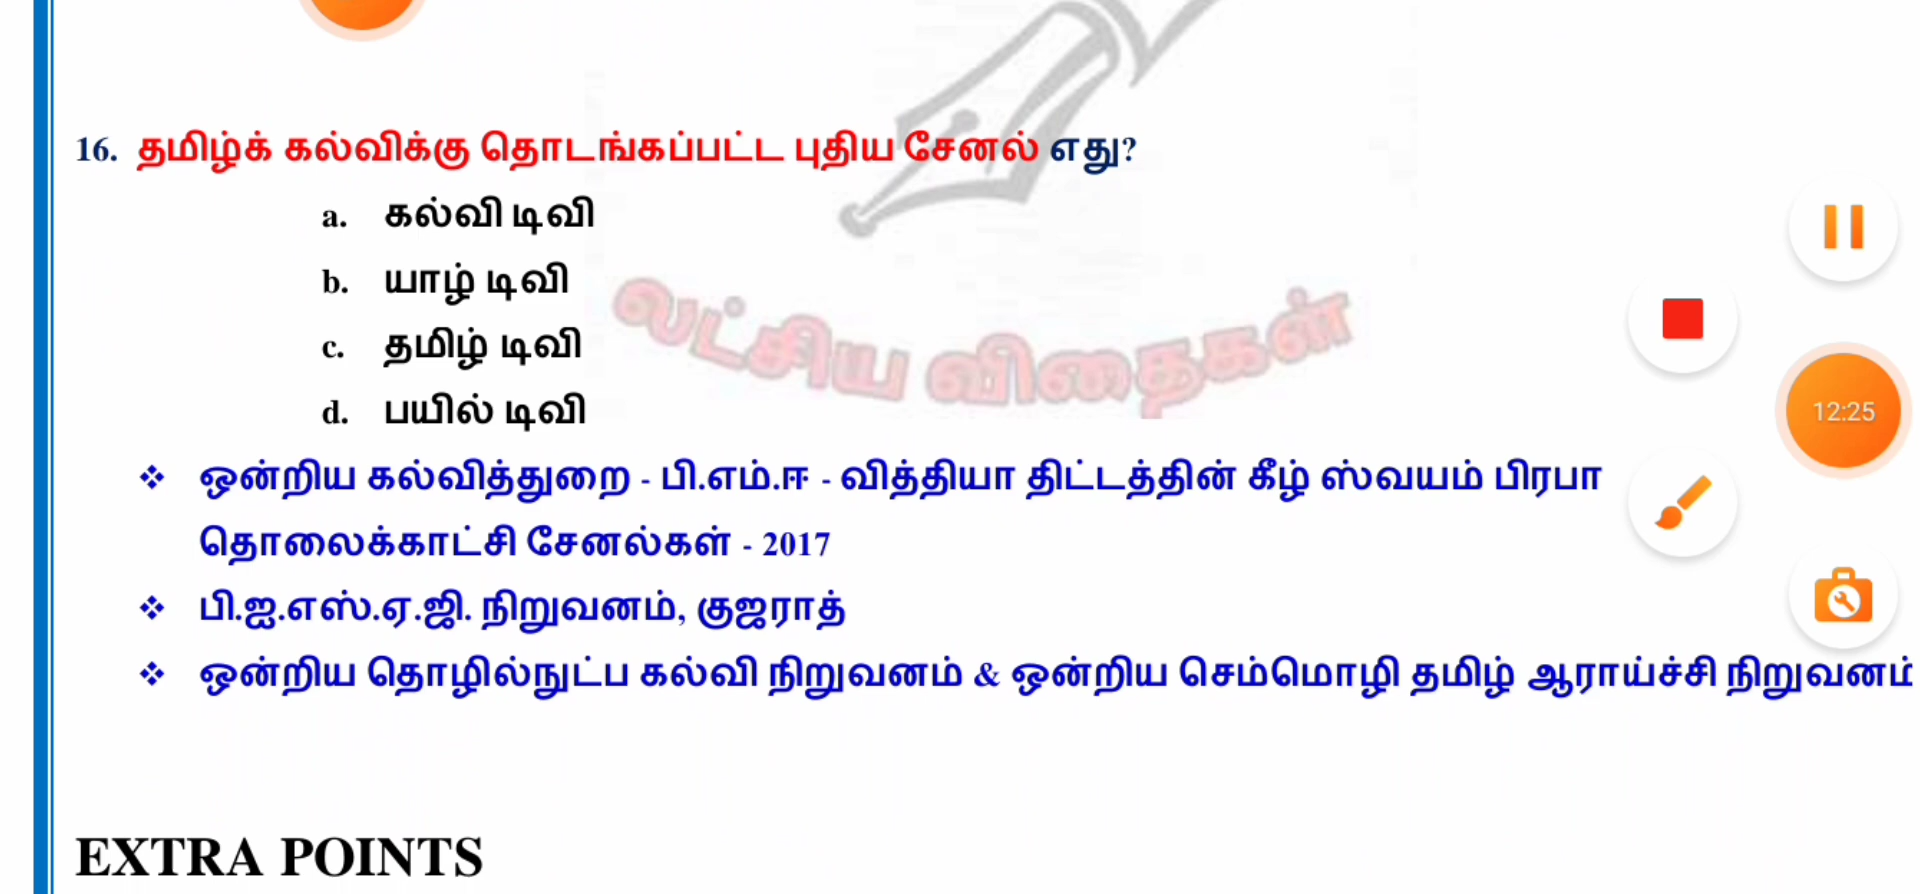 16. தமிழ்க் கல்விக்கு தொடங்கப்பட்ட புதிய சேனல் எது?
a. கல்வி டிவி
b. யாழ் டிவி
c. தமிழ் டிவி
d. பயில் டிவி
லட்சிய விதைகள்
12:25
❖ ஒன்றிய கல்வித்துறை - பி.எம்.ஈ - வித்தியா திட்டத்தின் கீழ் ஸ்வயம் பிரபா
தொலைக்காட்சி சேனல்கள் - 2017
❖ பி.ஐ.எஸ்.ஏ.ஜி. நிறுவனம், குஜராத்
❖ ஒன்றிய தொழில்நுட்ப கல்வி நிறுவனம் & ஒன்றிய செம்மொழி தமிழ் ஆராய்ச்சி நிறுவனம்
EXTRA POINTS